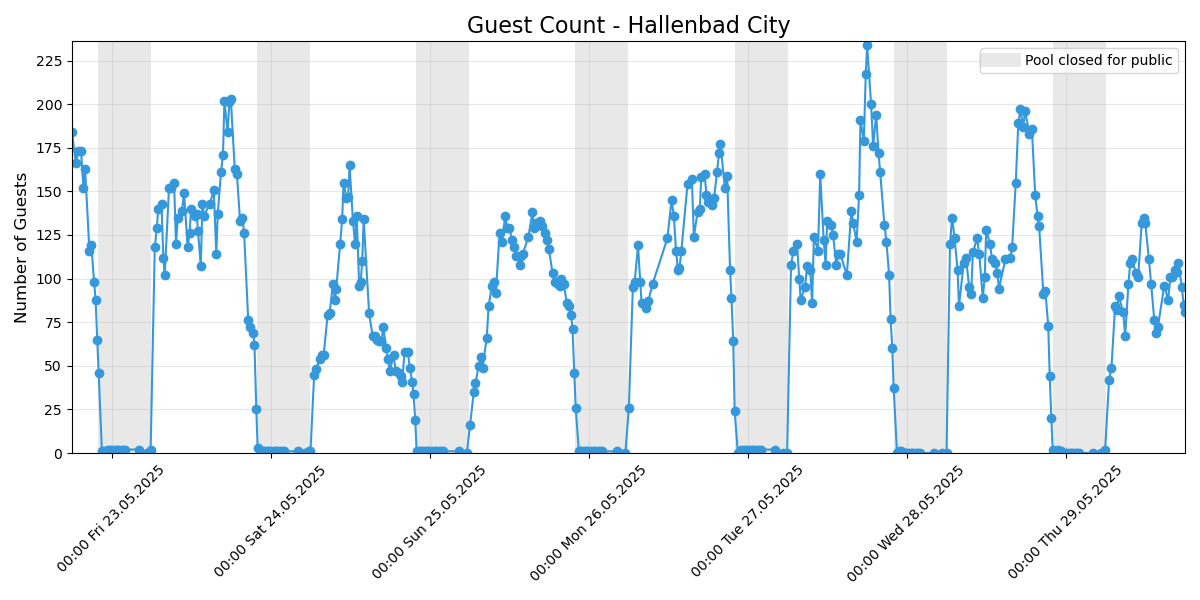 Guest Count - Hallenbad City
Pool closed for public
Number of Guests
225
200
175
150
125
100
75
50
25
0
00:00 Fri 23.05.2025
00:00 Sat 24.05.2025
00:00 Sun 25.05.2025
00:00 Mon 26.05.2025
00:00 Tue 27.05.2025
00:00 Wed 28.05.2025
00:00 Thu 29.05.2025